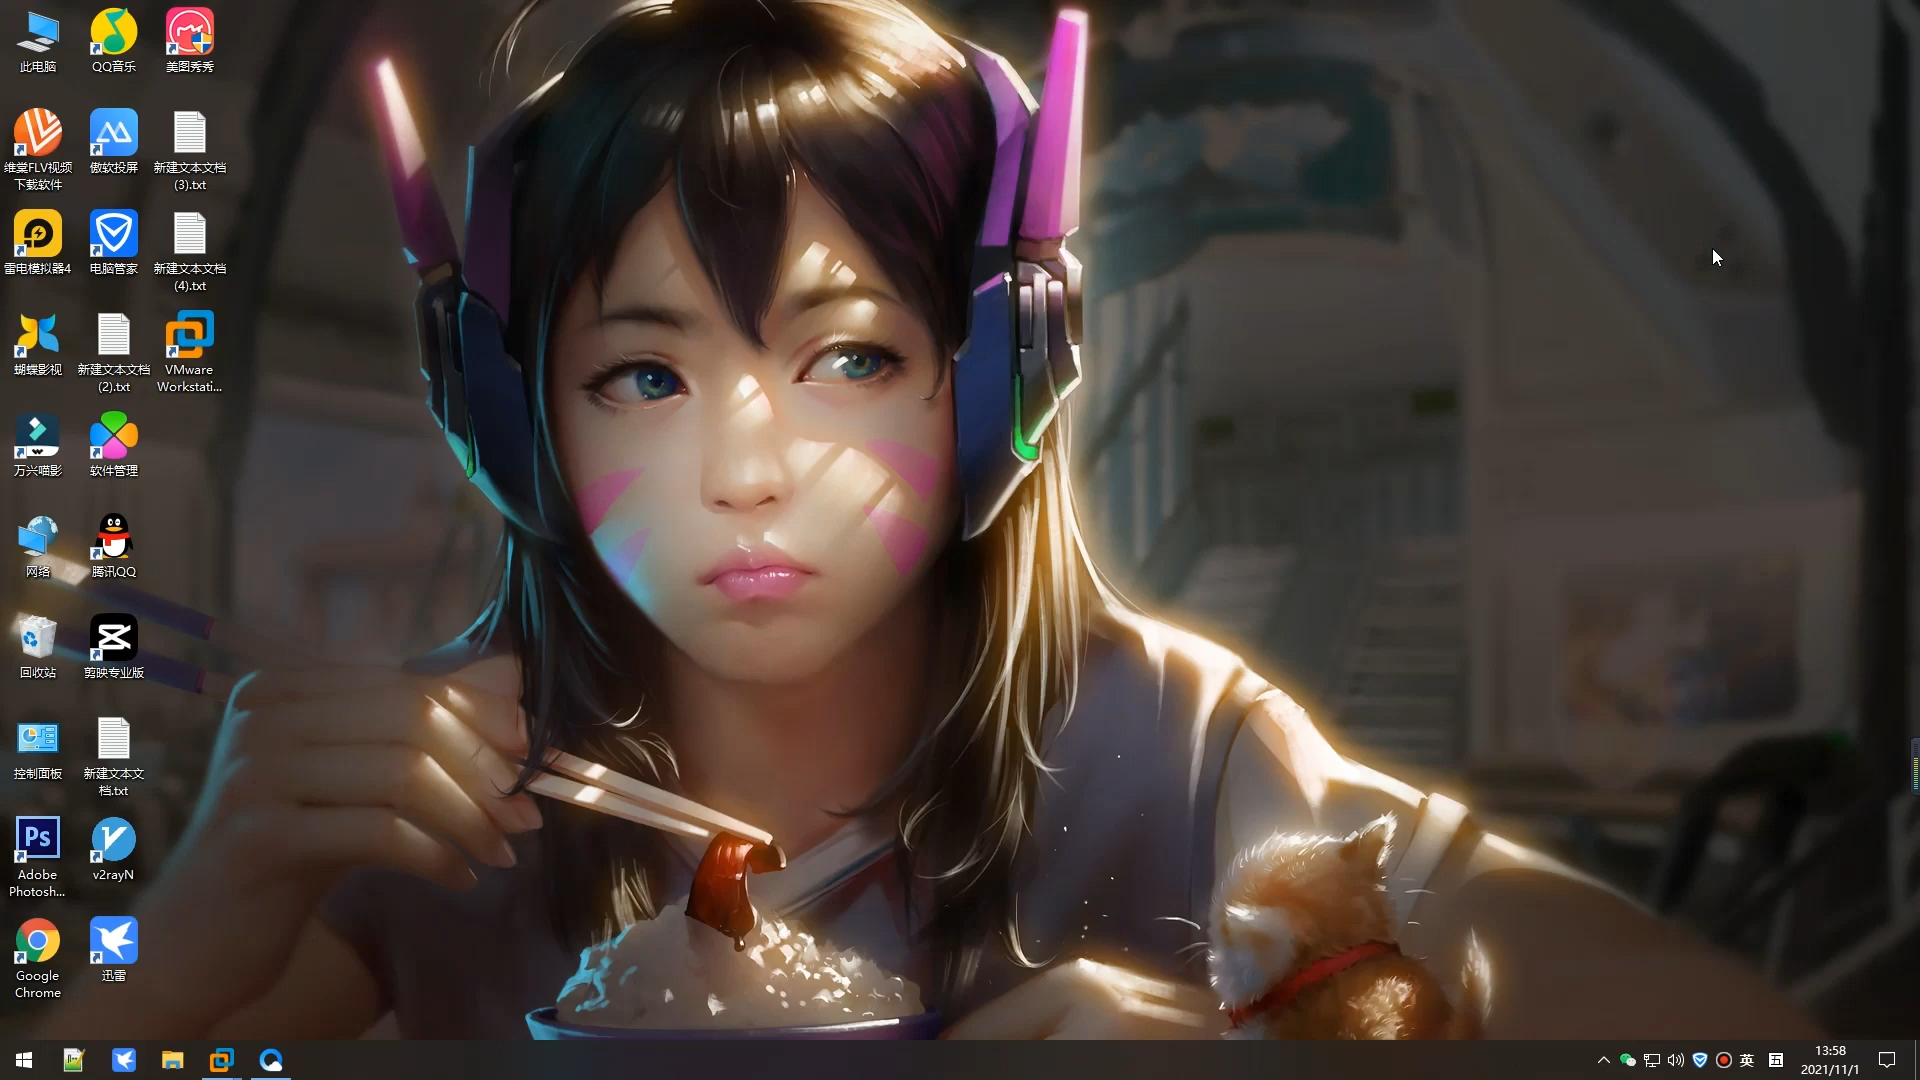 此电脑
QQ音乐
美图秀秀
维棠FLV视频
下载软件
傲软投屏
新建文本文档
(3).txt
雷电模拟器4
电脑管家
新建文本文档
(4).txt
蝴蝶影视
新建文本文档
(2).txt
VMware
Workstati...
万兴喵影
软件管理
网络
腾讯QQ
回收站
剪映专业版
控制面板
新建文本文
档.txt
Ps
Adobe
Photosh...
v2rayN
Google
Chrome
迅雷
英
五
13:58
2021/11/1